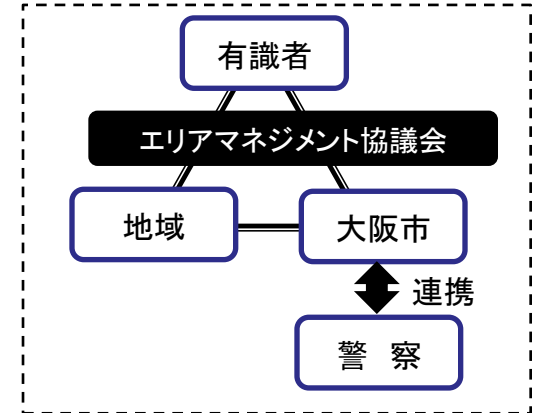 有識者
エリアマネジメント協議会
地域
大阪市
連携
警　察